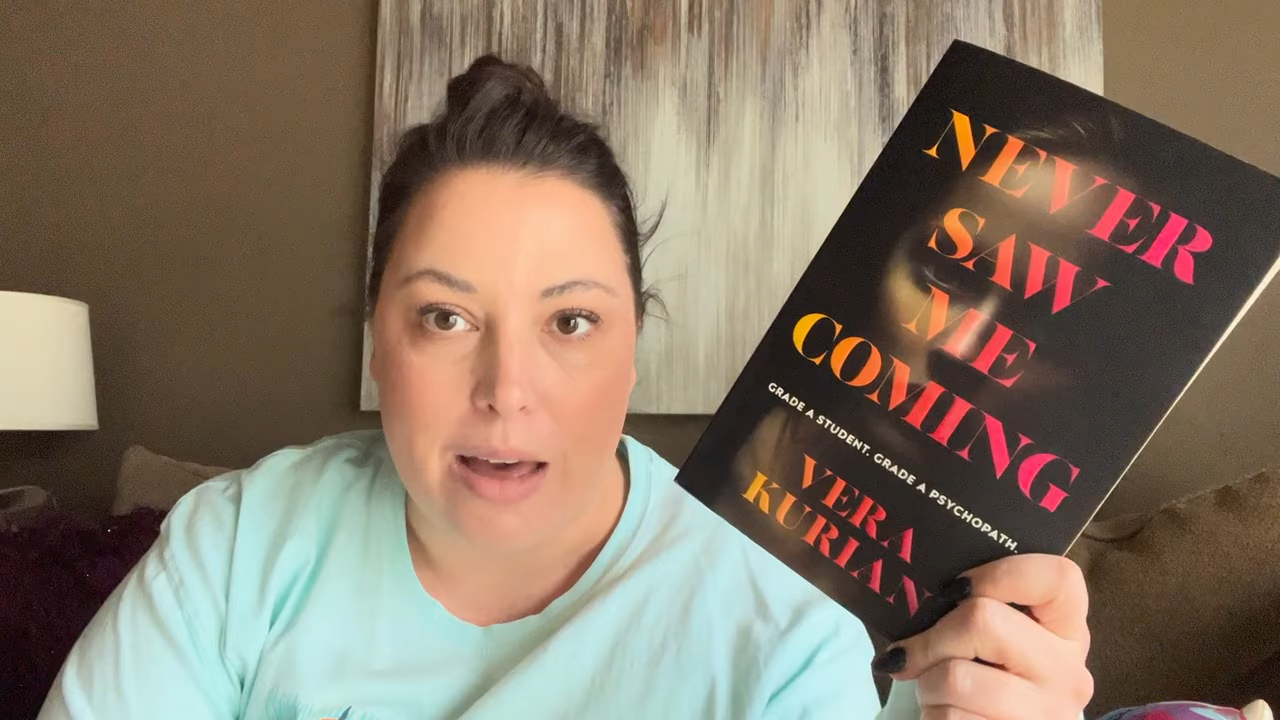 NEVER
SAW
ME
COMING
GRADE A STUDENT. GRADE A PSYCHOPATH.
VERA
KURIAN